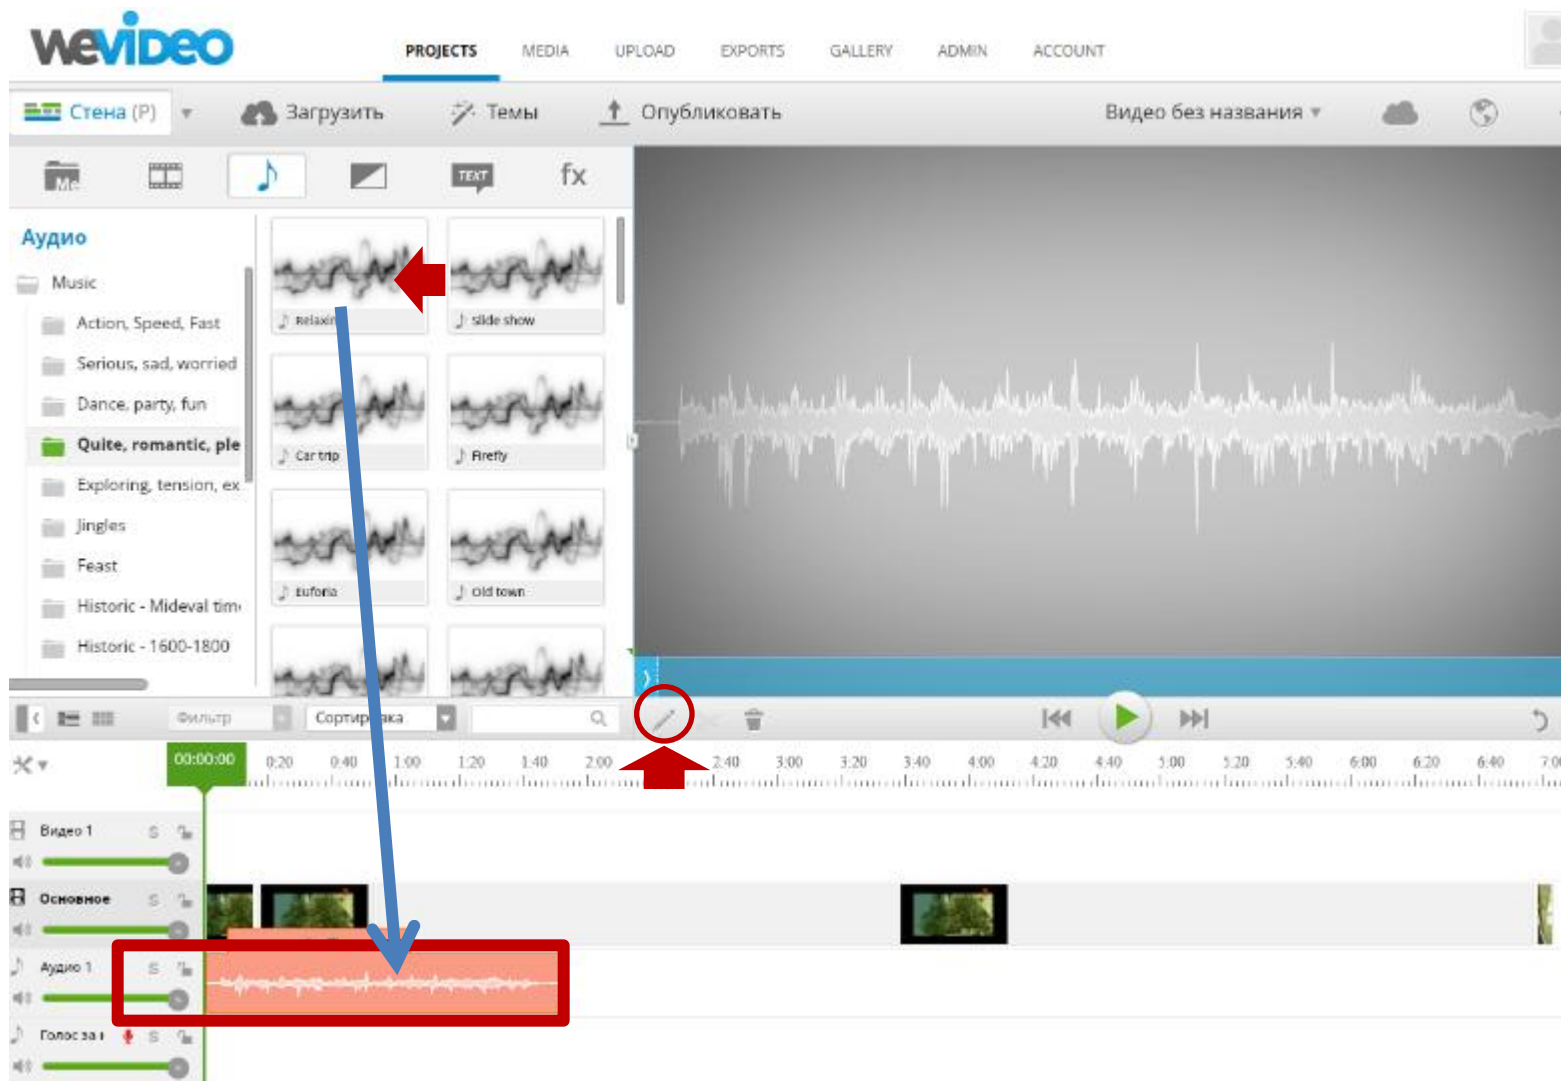 WeVideo
PROJECTS MEDIA UPLOAD EXPORTS GALLERY ADMIN ACCOUNT
Стена (P) Загрузить Темы Опубликовать Видео без названия
Me TEXT fx
Аудио
Music
Action, Speed, Fast
Serious, sad, worried
Dance, party, fun
Quite, romantic, ple
Exploring, tension, ex
Jingles
Feast
Historic - Mideval tim
Historic - 1600-1800
Slide show
Car trip Firefly
Euforia Old town
Фильтр
00:00:00 0:20 0:40 1:00 1:20 1:40 2:00 2:40 3:00 3:20 3:40 4:00 4:20 4:40 5:00 5:20 5:40 6:00 6:20 6:40 7:00
Видео 1 S
Основное S
Аудио 1 S
Голос за S